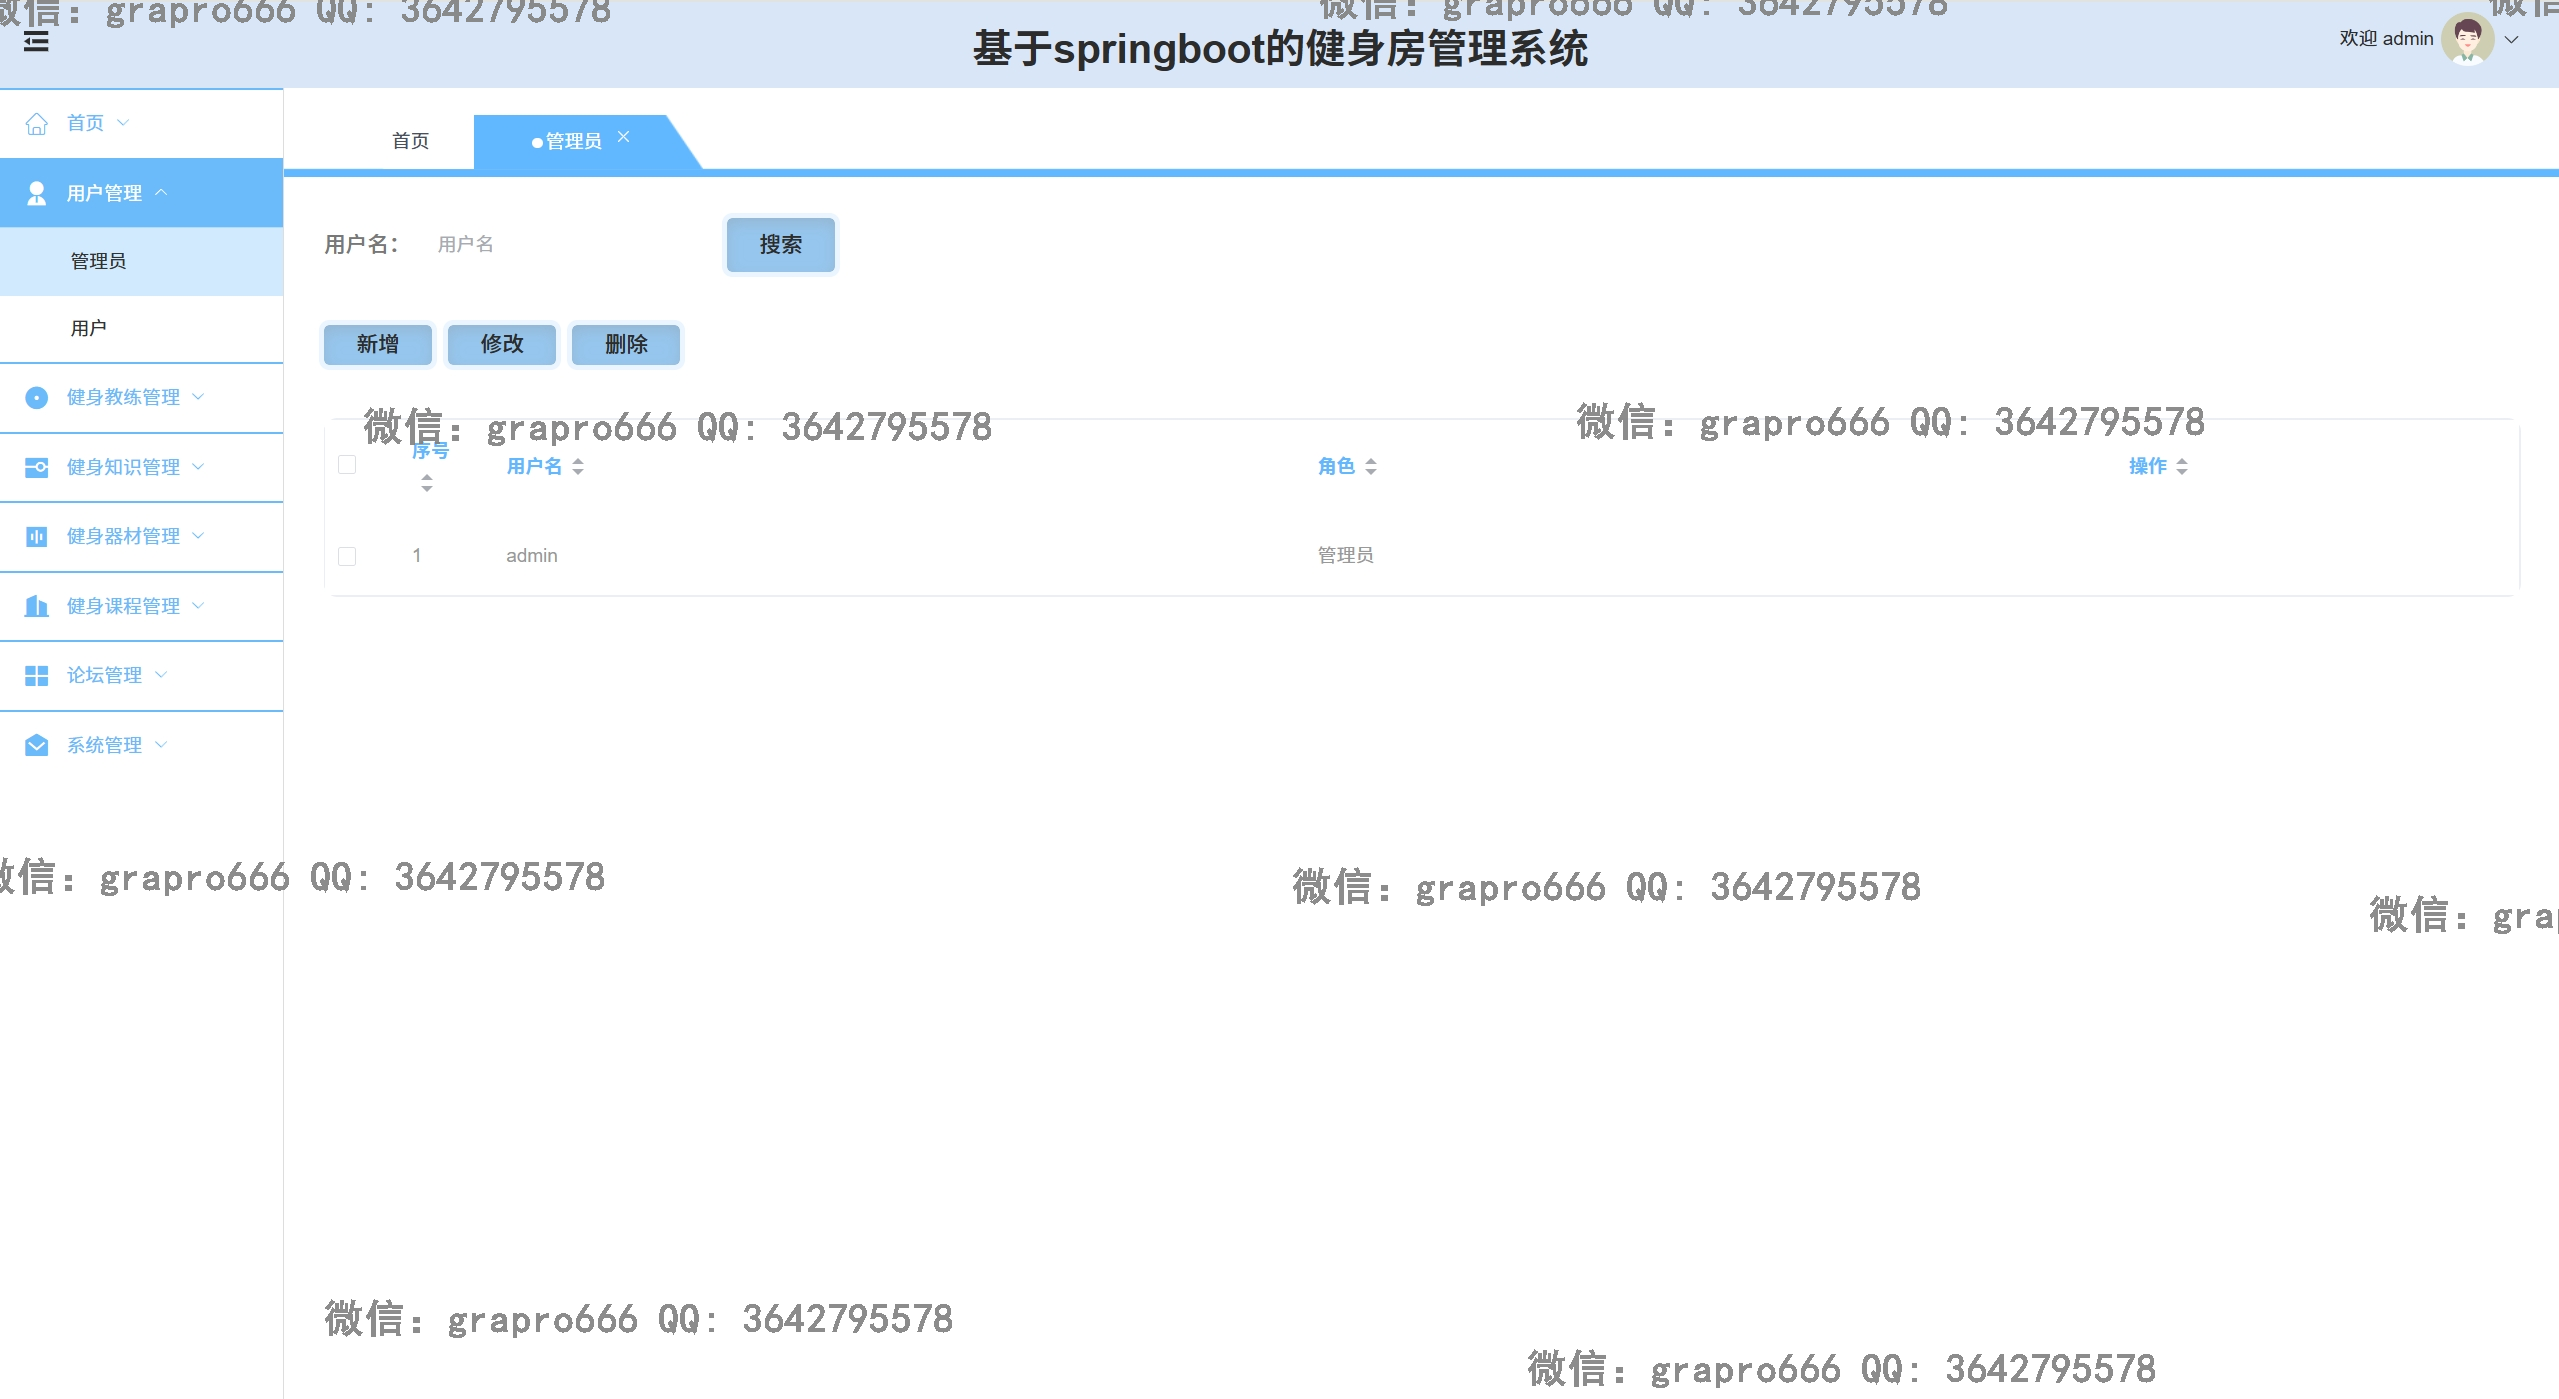 微信：grapro666 QQ：3642795578
微信：grapro666 QQ：3642795578
微信
基于springboot的健身房管理系统
欢迎 admin
首页
用户管理
管理员
用户
健身教练管理
健身知识管理
健身器材管理
健身课程管理
论坛管理
系统管理
首页
管理员
用户名：
用户名
搜索
新增
修改
删除
微信：grapro666 QQ：3642795578
微信：grapro666 QQ：3642795578
序号
用户名
角色
操作
1
admin
管理员
微信：grapro666 QQ：3642795578
微信：grapro666 QQ：3642795578
微信：grap
微信：grapro666 QQ：3642795578
微信：grapro666 QQ：3642795578